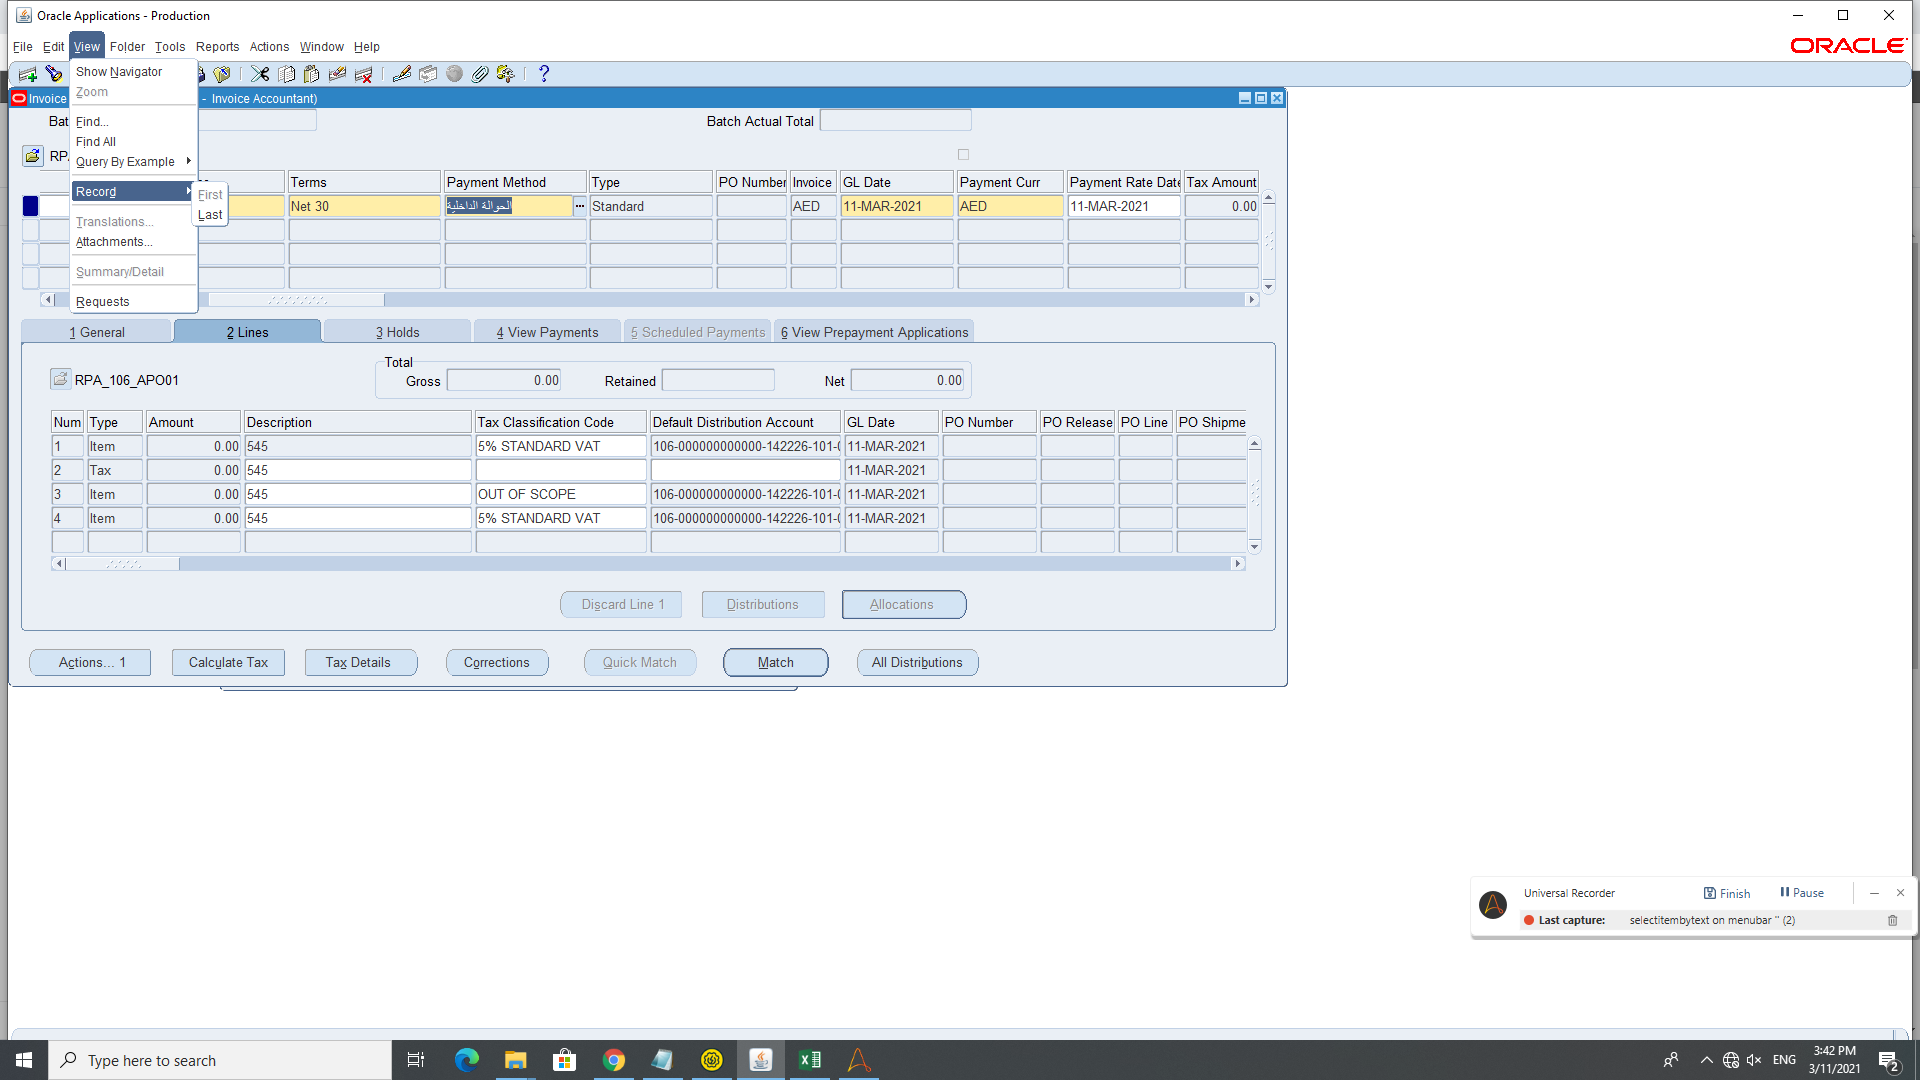 Oracle Applications - Production
File Edit View Folder Tools Reports Actions Window Help
ORACLE
Show Navigator
Zoom
Find...
Find All
Query By Example
Record
First
Last
Translations...
Attachments...
Summary/Detail
Requests
Invoice - Invoice Accountant)
Batch Actual Total
Terms Payment Method Type PO Number Invoice GL Date Payment Curr Payment Rate Date Tax Amount
Net 30 الحوالة الداخلية Standard AED 11-MAR-2021 AED 11-MAR-2021 0.00
1 General 2 Lines 3 Holds 4 View Payments 5 Scheduled Payments 6 View Prepayment Applications
Total
RPA_106_APO01 Gross 0.00 Retained Net 0.00
Num Type Amount Description Tax Classification Code Default Distribution Account GL Date PO Number PO Release PO Line PO Shipme
1 Item 0.00 545 5% STANDARD VAT 106-000000000000-142226-101-0 11-MAR-2021
2 Tax 0.00 545 11-MAR-2021
3 Item 0.00 545 OUT OF SCOPE 106-000000000000-142226-101-0 11-MAR-2021
4 Item 0.00 545 5% STANDARD VAT 106-000000000000-142226-101-0 11-MAR-2021
Discard Line 1 Distributions Allocations
Actions... 1 Calculate Tax Tax Details Corrections Quick Match Match All Distributions
Universal Recorder Finish Pause
Last capture: selectitembytext on menubar '' (2)
Type here to search
ENG
3:42 PM
3/11/2021
2